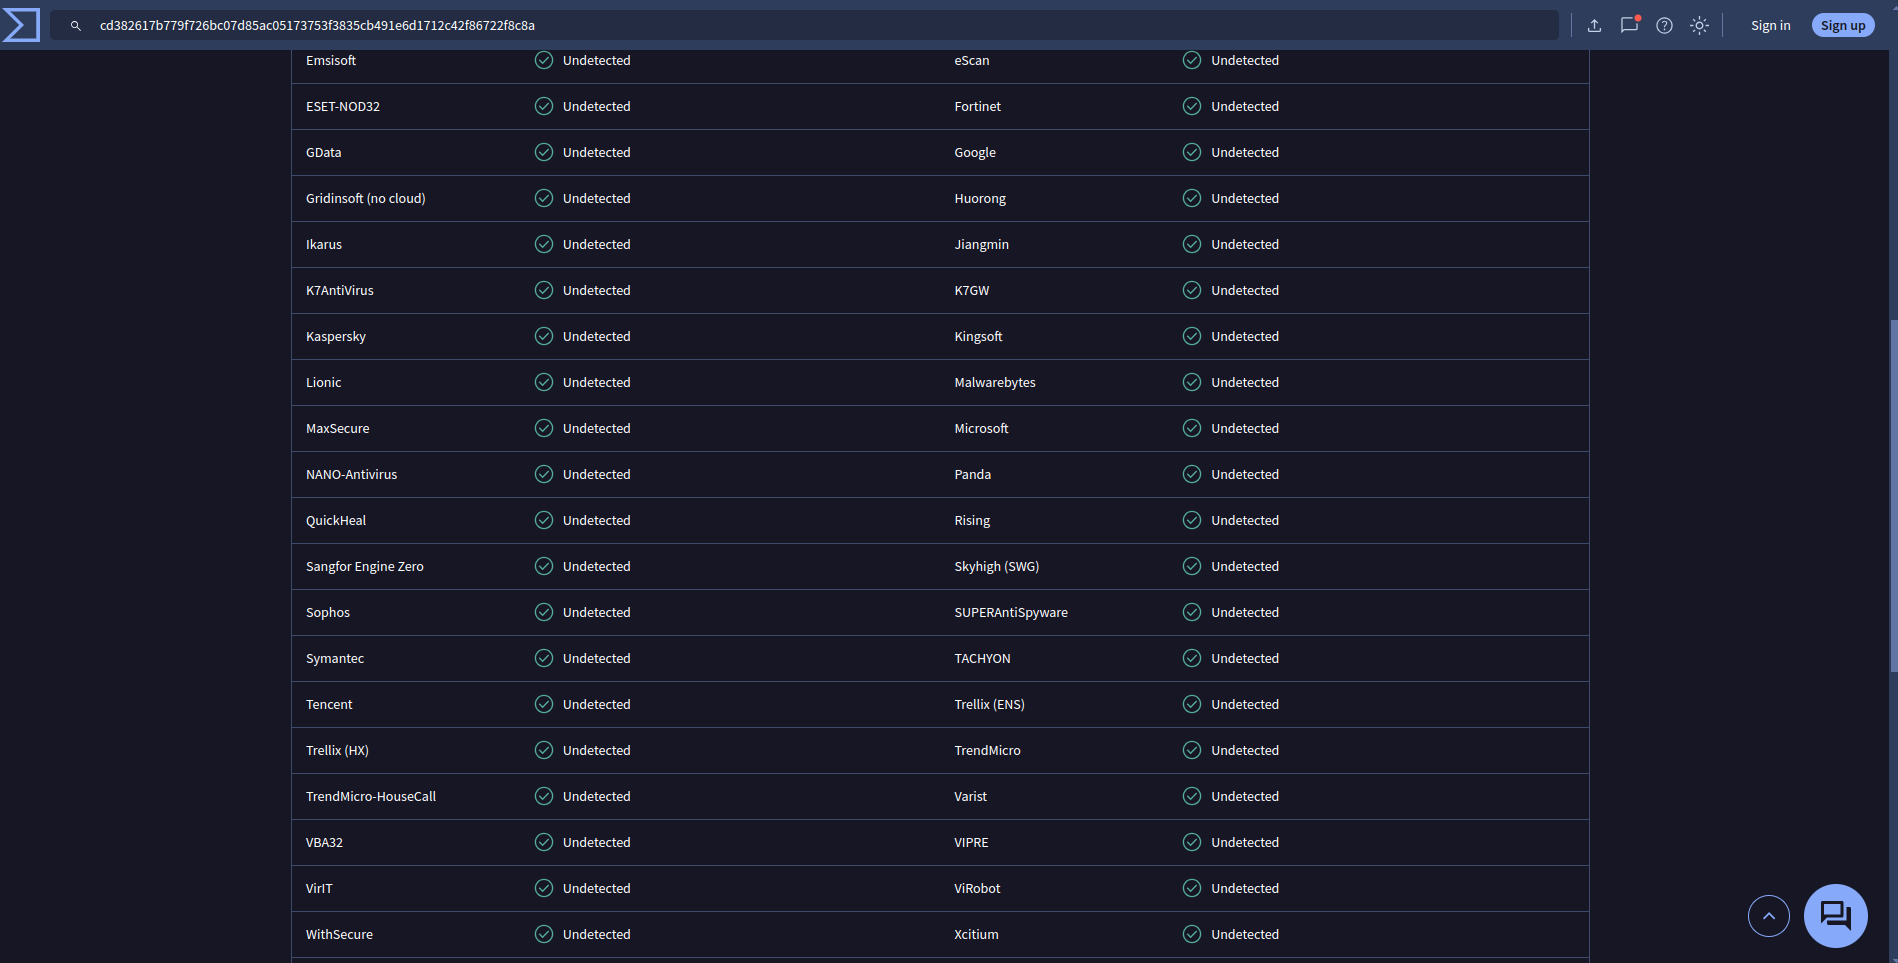 cd382617b779f726bc07d85ac05173753f3835cb491e6d1712c42f86722f8c8a
Sign in
Sign up
Emsisoft Undetected eScan Undetected
ESET-NOD32 Undetected Fortinet Undetected
GData Undetected Google Undetected
Gridinsoft (no cloud) Undetected Huorong Undetected
Ikarus Undetected Jiangmin Undetected
K7AntiVirus Undetected K7GW Undetected
Kaspersky Undetected Kingsoft Undetected
Lionic Undetected Malwarebytes Undetected
MaxSecure Undetected Microsoft Undetected
NANO-Antivirus Undetected Panda Undetected
QuickHeal Undetected Rising Undetected
Sangfor Engine Zero Undetected Skyhigh (SWG) Undetected
Sophos Undetected SUPERAntiSpyware Undetected
Symantec Undetected TACHYON Undetected
Tencent Undetected Trellix (ENS) Undetected
Trellix (HX) Undetected TrendMicro Undetected
TrendMicro-HouseCall Undetected Varist Undetected
VBA32 Undetected VIPRE Undetected
VirIT Undetected ViRobot Undetected
WithSecure Undetected Xcitium Undetected